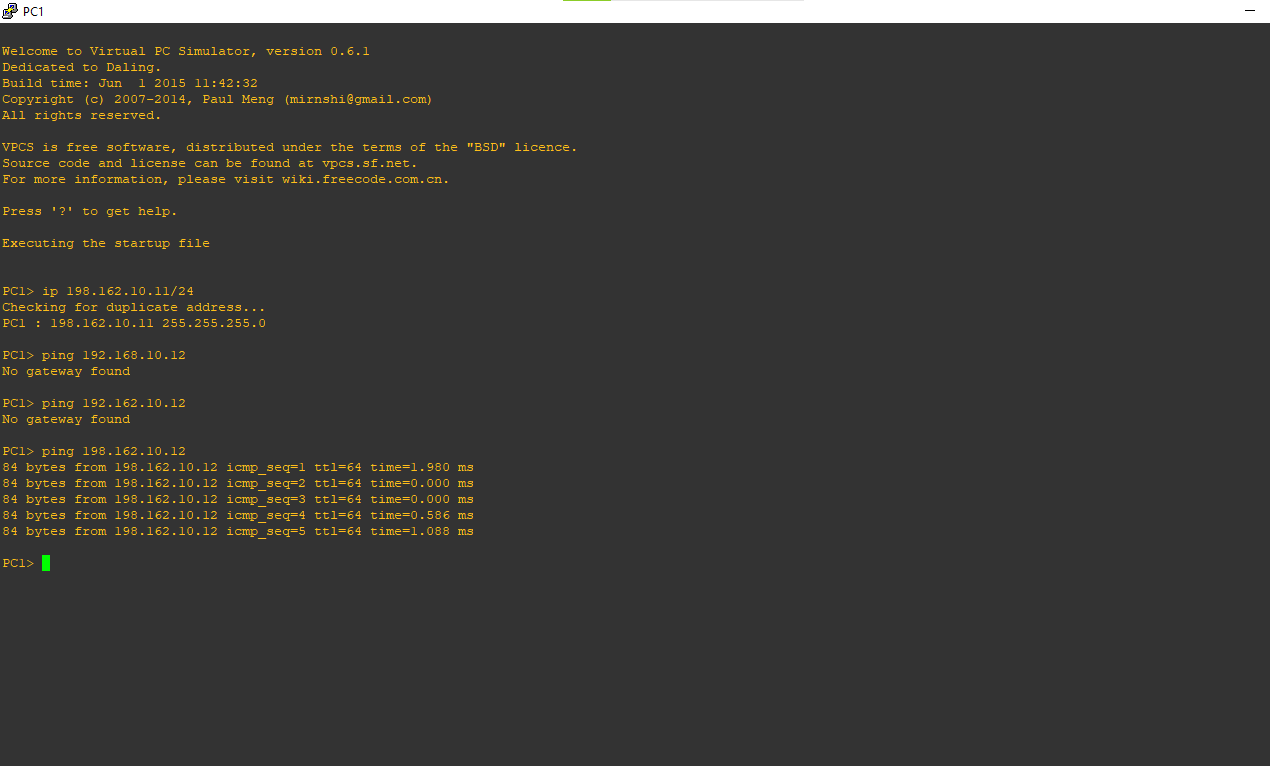 PC1
Welcome to Virtual PC Simulator, version 0.6.1
Dedicated to Daling.
Build time: Jun  1 2015 11:42:32
Copyright (c) 2007-2014, Paul Meng (mirnshi@gmail.com)
All rights reserved.
VPCS is free software, distributed under the terms of the "BSD" licence.
Source code and license can be found at vpcs.sf.net.
For more information, please visit wiki.freecode.com.cn.
Press '?' to get help.
Executing the startup file
PC1> ip 198.162.10.11/24
Checking for duplicate address...
PC1 : 198.162.10.11 255.255.255.0
PC1> ping 192.168.10.12
No gateway found
PC1> ping 192.162.10.12
No gateway found
PC1> ping 198.162.10.12
84 bytes from 198.162.10.12 icmp_seq=1 ttl=64 time=1.980 ms
84 bytes from 198.162.10.12 icmp_seq=2 ttl=64 time=0.000 ms
84 bytes from 198.162.10.12 icmp_seq=3 ttl=64 time=0.000 ms
84 bytes from 198.162.10.12 icmp_seq=4 ttl=64 time=0.586 ms
84 bytes from 198.162.10.12 icmp_seq=5 ttl=64 time=1.088 ms
PC1>